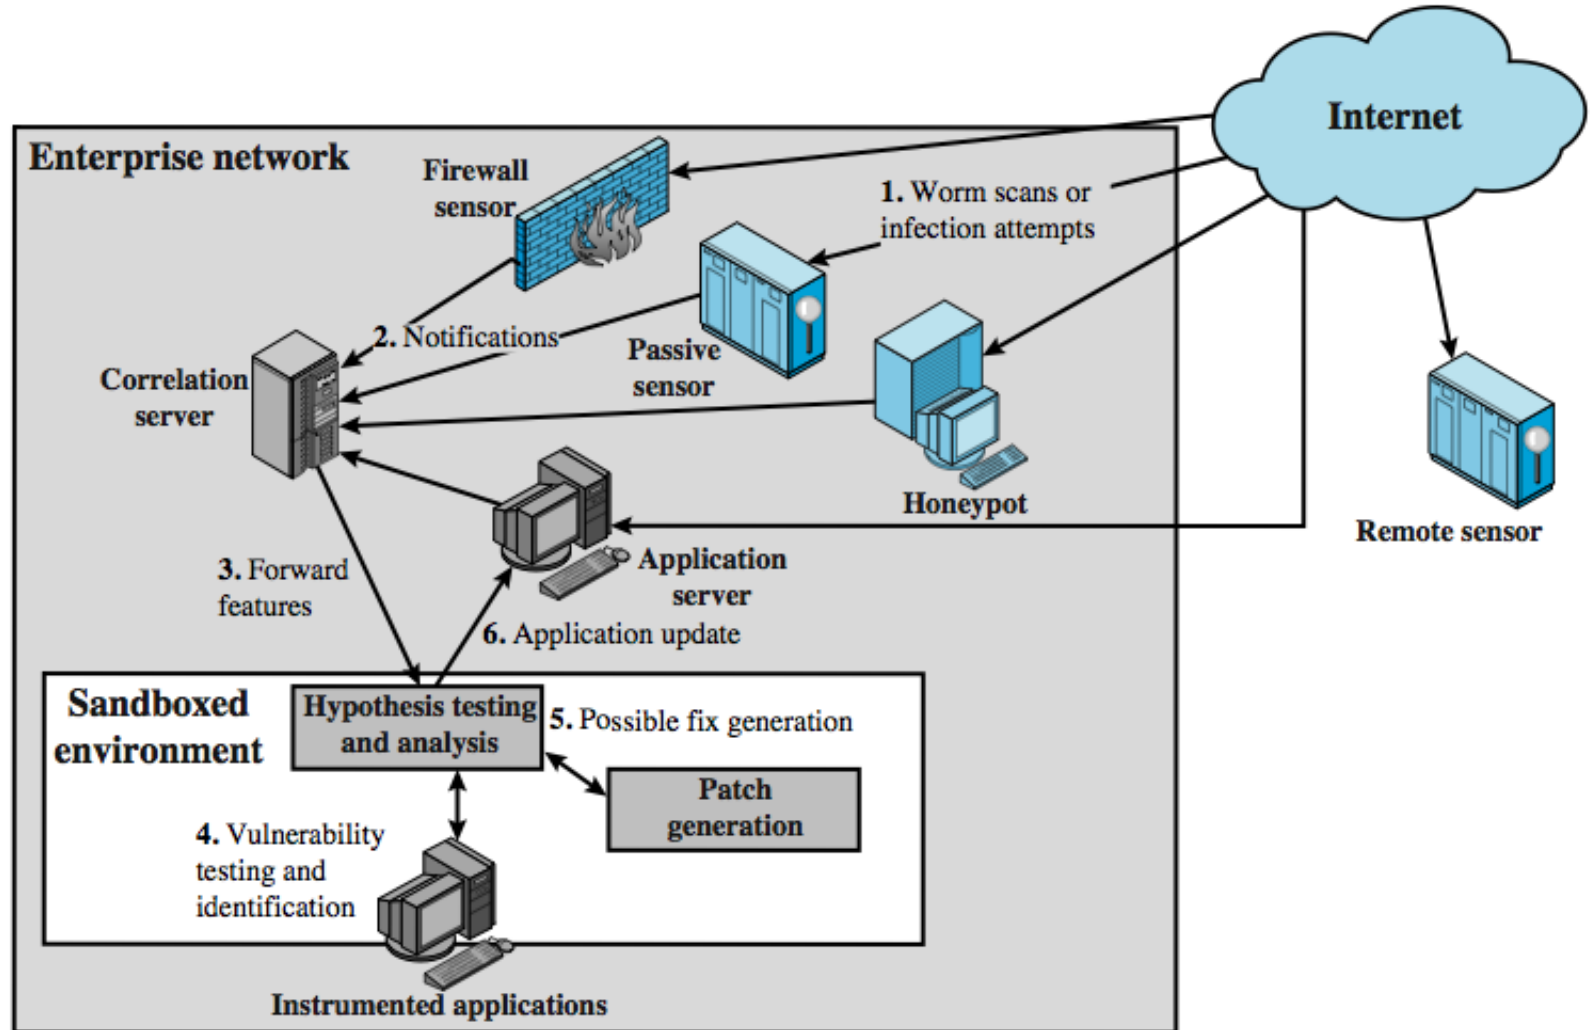 Internet
Enterprise network
Firewall
sensor
1. Worm scans or
infection attempts
2. Notifications
Passive
sensor
Correlation
server
Honeypot
Remote sensor
3. Forward
features
Application
server
6. Application update
Sandboxed
environment
Hypothesis testing
and analysis
5. Possible fix generation
Patch
generation
4. Vulnerability
testing and
identification
Instrumented applications